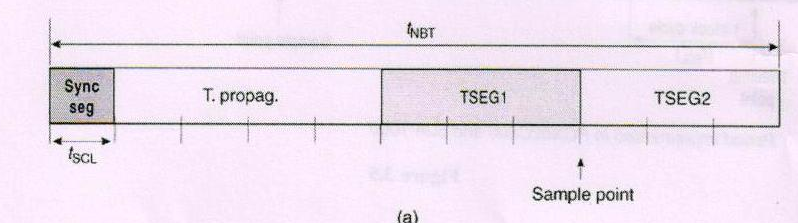 tNBT
Sync
seg
T. propag.
TSEG1
TSEG2
tSCL
Sample point
(a)